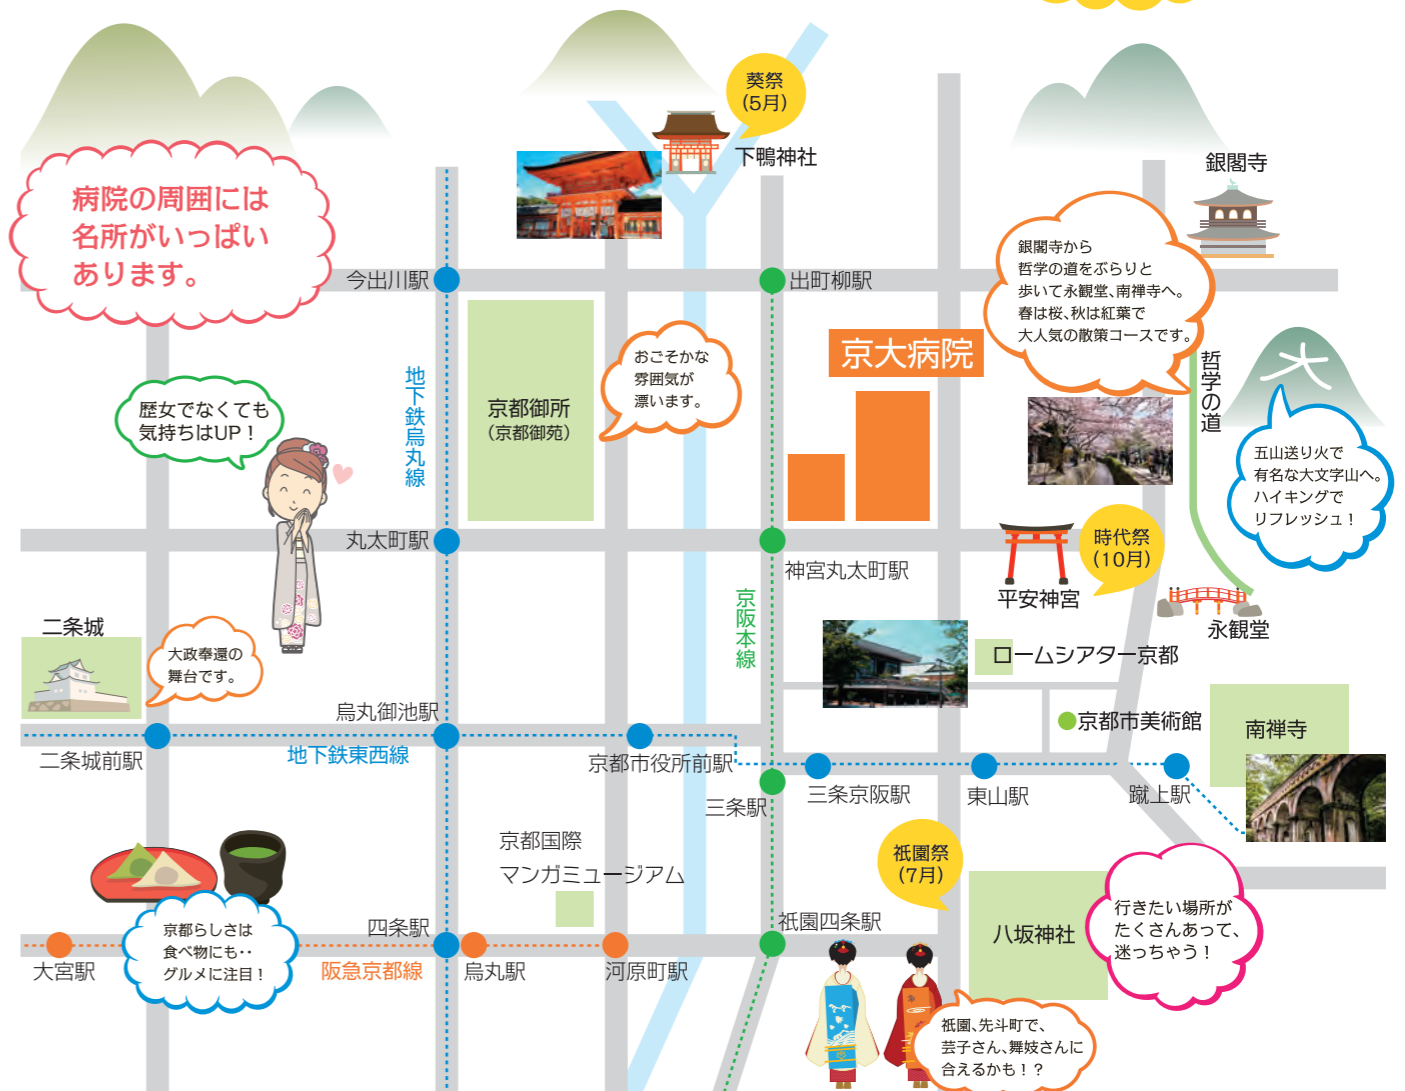 葵祭
(5月)
下鴨神社
銀閣寺
病院の周囲には
名所がいっぱい
あります。
銀閣寺から
哲学の道をぶらりと
歩いて永観堂、南禅寺へ。
春は桜、秋は紅葉で
大人気の散策コースです。
今出川駅
出町柳駅
京大病院
おごそかな
雰囲気が
漂います。
地下鉄烏丸線
京都御所
(京都御苑)
哲学の道
大
歴女でなくても
気持ちはUP!
五山送り火で
有名な大文字山へ。
ハイキングで
リフレッシュ!
丸太町駅
神宮丸太町駅
時代祭
(10月)
平安神宮
京阪本線
永観堂
二条城
大政奉還の
舞台です。
ロームシアター京都
烏丸御池駅
京都市美術館
南禅寺
二条城前駅
地下鉄東西線
京都市役所前駅
三条駅
三条京阪駅
東山駅
蹴上駅
京都国際
マンガミュージアム
祇園祭
(7月)
祇園四条駅
八坂神社
行きたい場所が
たくさんあって、
迷っちゃう!
京都らしさは
食べ物にも・・
グルメに注目!
四条駅
大宮駅
阪急京都線
烏丸駅
河原町駅
祇園、先斗町で、
芸子さん、舞妓さんに
合えるかも!?